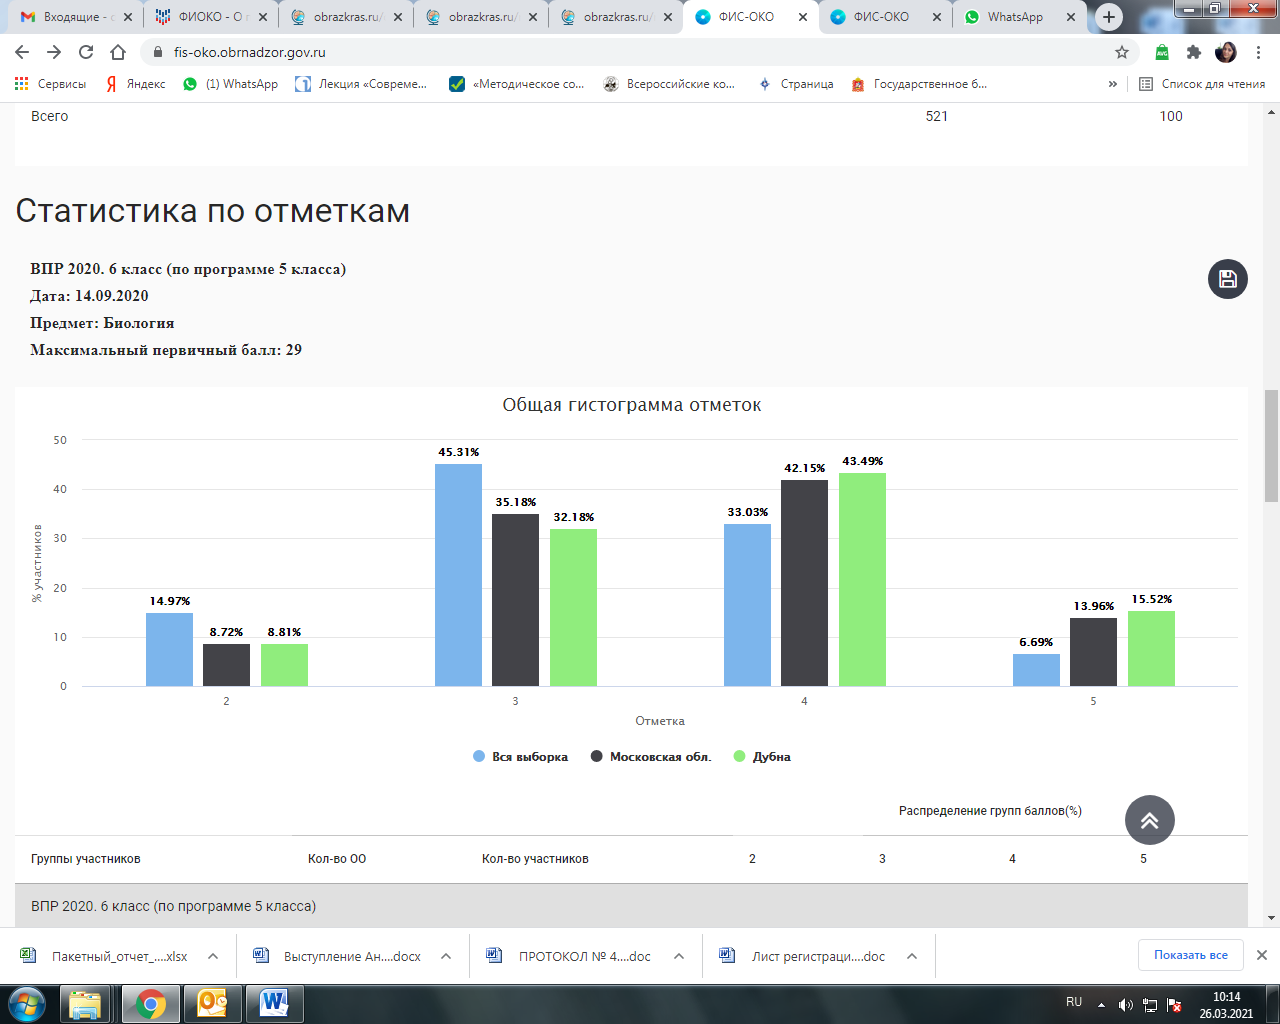 Входящие - с
ФИОКО - О п
obrazkras.ru/
obrazkras.ru/
obrazkras.ru/
ФИС-ОКО
ФИС-ОКО
WhatsApp
fis-oko.obrnadzor.gov.ru
Сервисы
Яндекс
(1) WhatsApp
Лекция «Совреме...
«Методическое со...
Всероссийские ко...
Страница
Государственное б...
»
Список для чтения
Всего 521 100
Статистика по отметкам
ВПР 2020. 6 класс (по программе 5 класса)
Дата: 14.09.2020
Предмет: Биология
Максимальный первичный балл: 29
Общая гистограмма отметок
% участников
50
40
30
20
10
0
14.97%
8.72%
8.81%
45.31%
35.18%
32.18%
33.03%
42.15%
43.49%
6.69%
13.96%
15.52%
2 3 4 5
Отметка
Вся выборка Московская обл. Дубна
Распределение групп баллов(%)
Группы участников Кол-во ОО Кол-во участников 2 3 4 5
ВПР 2020. 6 класс (по программе 5 класса)
Пакетный_отчет_....xlsx
Выступление Ан....docx
ПРОТОКОЛ № 4....doc
Лист регистраци....doc
Показать все
RU
10:14
26.03.2021